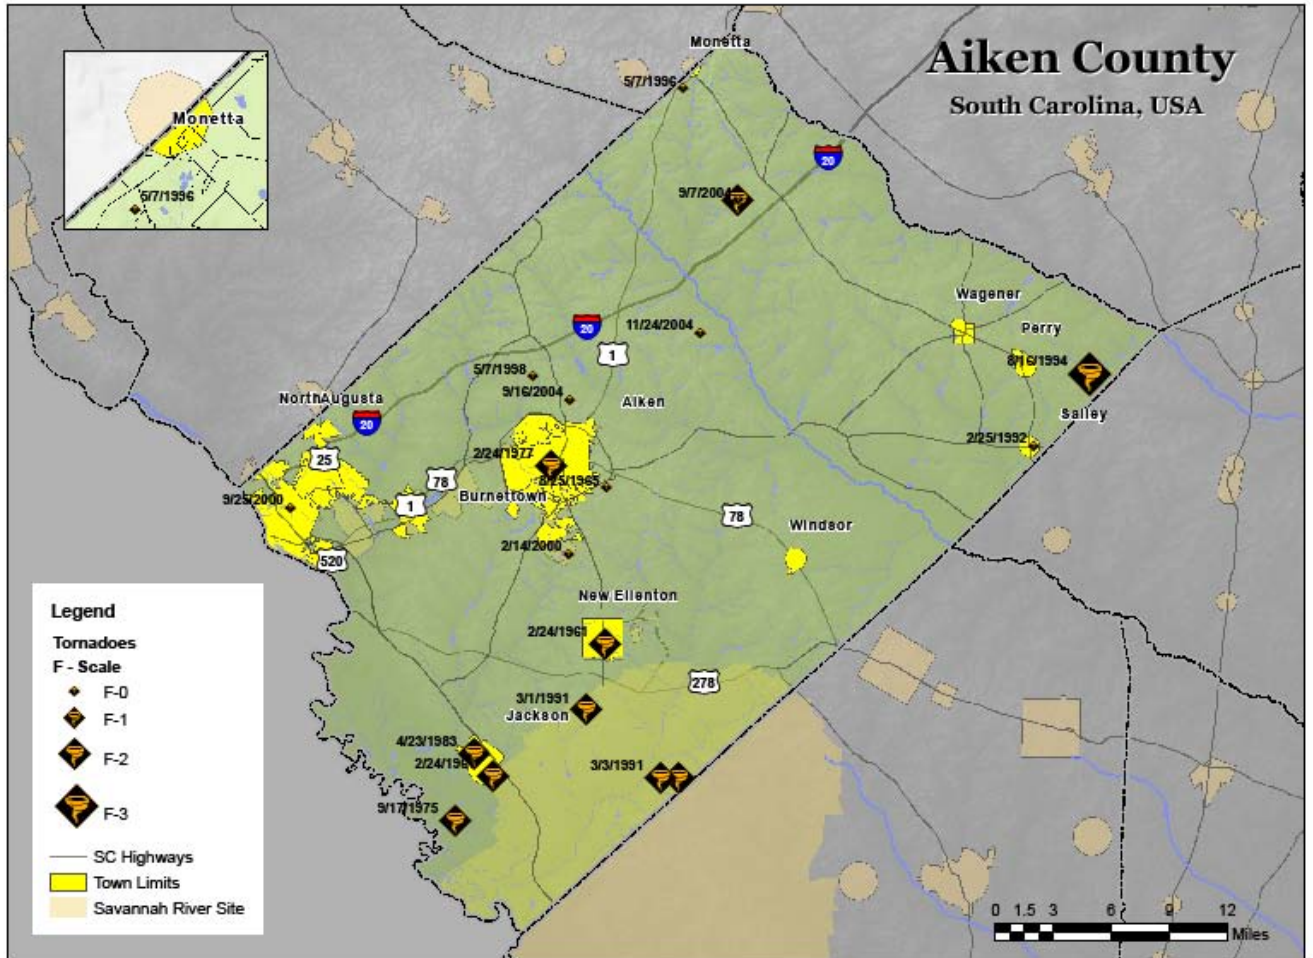 Aiken County
South Carolina, USA
Monetta
5/7/1996
Monetta
5/7/1996
20
9/7/2004
Wagener
11/24/2004
20
1
Perry
8/16/1994
5/7/1998
9/16/2004
NorthAugusta
Aiken
20
Salley
2/25/1992
25
2/24/1977
78
8/25/1965
9/25/2000
1
Burnettown
78
Windsor
2/14/2000
520
New Ellenton
2/24/1961
278
3/1/1991
Jackson
4/23/1983
3/3/1991
9/17/1975
Legend
Tornadoes
F - Scale
F-0
F-1
F-2
F-3
SC Highways
Town Limits
Savannah River Site
0 1.5 3 6 9 12
Miles